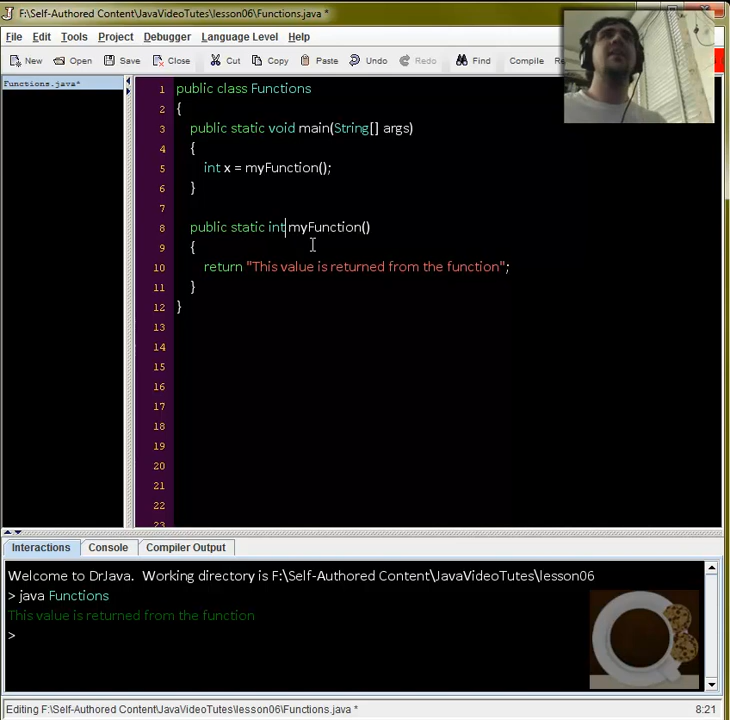 F:\Self-Authored Content\JavaVideoTutes\lesson06\Functions.java *
File Edit Tools Project Debugger Language Level Help
New Open Save Close Cut Copy Paste Undo Redo Find Compile
Functions.java*
1 public class Functions
2 {
3 public static void main(String[] args)
4 {
5 int x = myFunction();
6 }
7
8 public static int myFunction()
9 {
10 return "This value is returned from the function";
11 }
12 }
13
14
15
16
17
18
19
20
21
22
23
Interactions Console Compiler Output
Welcome to DrJava. Working directory is F:\Self-Authored Content\JavaVideoTutes\lesson06
> java Functions
This value is returned from the function
>
Editing F:\Self-Authored Content\JavaVideoTutes\lesson06\Functions.java * 8:21